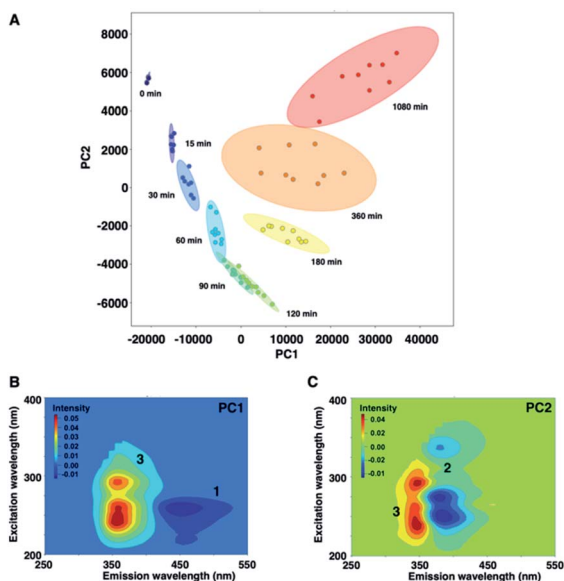 A
8000
6000
4000
2000
0
-2000
-4000
-6000
PC2
0 min
15 min
30 min
60 min
90 min
120 min
180 min
360 min
1080 min
-20000 -10000 0 10000 20000 30000 40000
PC1
B
400
300
200
Excitation wavelength (nm)
Intensity
0.05
0.04
0.03
0.02
0.01
0.00
-0.01
PC1
3
1
250 350 450 550
Emission wavelength (nm)
C
400
300
200
Excitation wavelength (nm)
Intensity
0.04
0.02
0.00
-0.02
-0.04
PC2
2
3
250 350 450 550
Emission wavelength (nm)